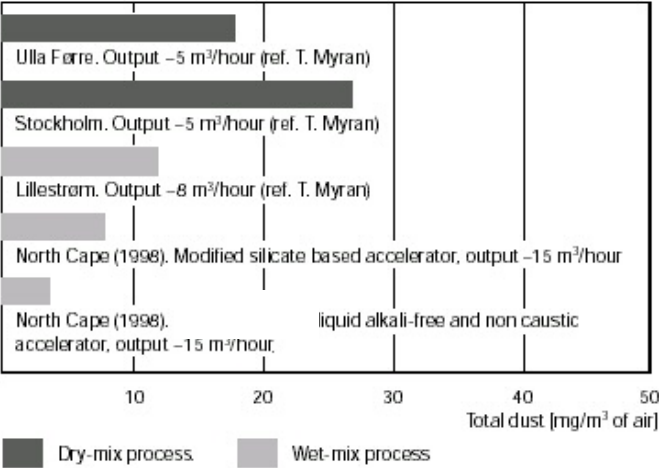 Ulla Førre. Output ~5 m³/hour (ref. T. Myran)
Stockholm. Output ~5 m³/hour (ref. T. Myran)
Lillestrøm. Output ~8 m³/hour (ref. T. Myran)
North Cape (1998). Modified silicate based accelerator, output ~15 m³/hour
North Cape (1998). liquid alkali-free and non caustic
accelerator, output ~15 m³/hour
10 20 30 40 50
Total dust [mg/m³ of air]
Dry-mix process. Wet-mix process